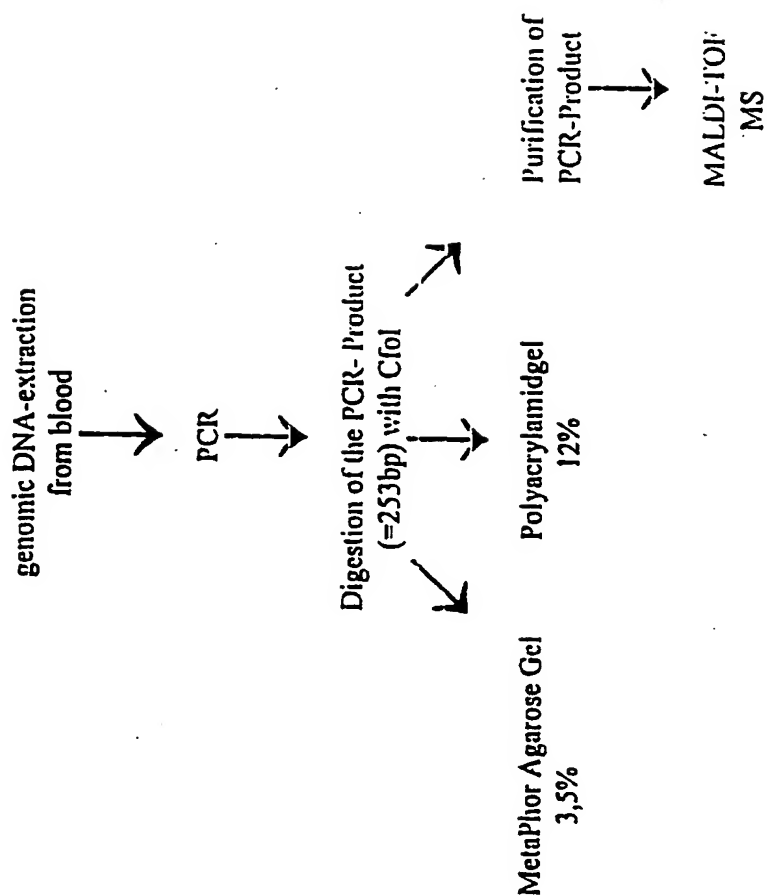 genomic DNA-extraction
from blood
PCR
Digestion of the PCR- Product
(=253bp) with CfoI
MetaPhor Agarose Gel
3,5%
Polyacrylamidgel
12%
Purification of
PCR-Product
MALDI-TOF
MS